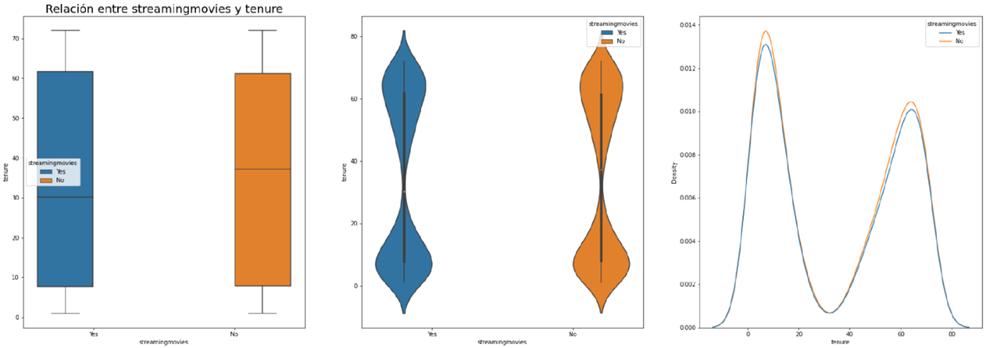 Relación entre streamingmovies y tenure
tenure
70
60
50
40
30
20
10
0
streamingmovies
Yes
No
Yes
No
streamingmovies
tenure
80
60
40
20
0
streamingmovies
Yes
No
Yes
No
streamingmovies
Density
0.014
0.012
0.010
0.008
0.006
0.004
0.002
0.000
streamingmovies
Yes
No
0
20
40
60
80
tenure